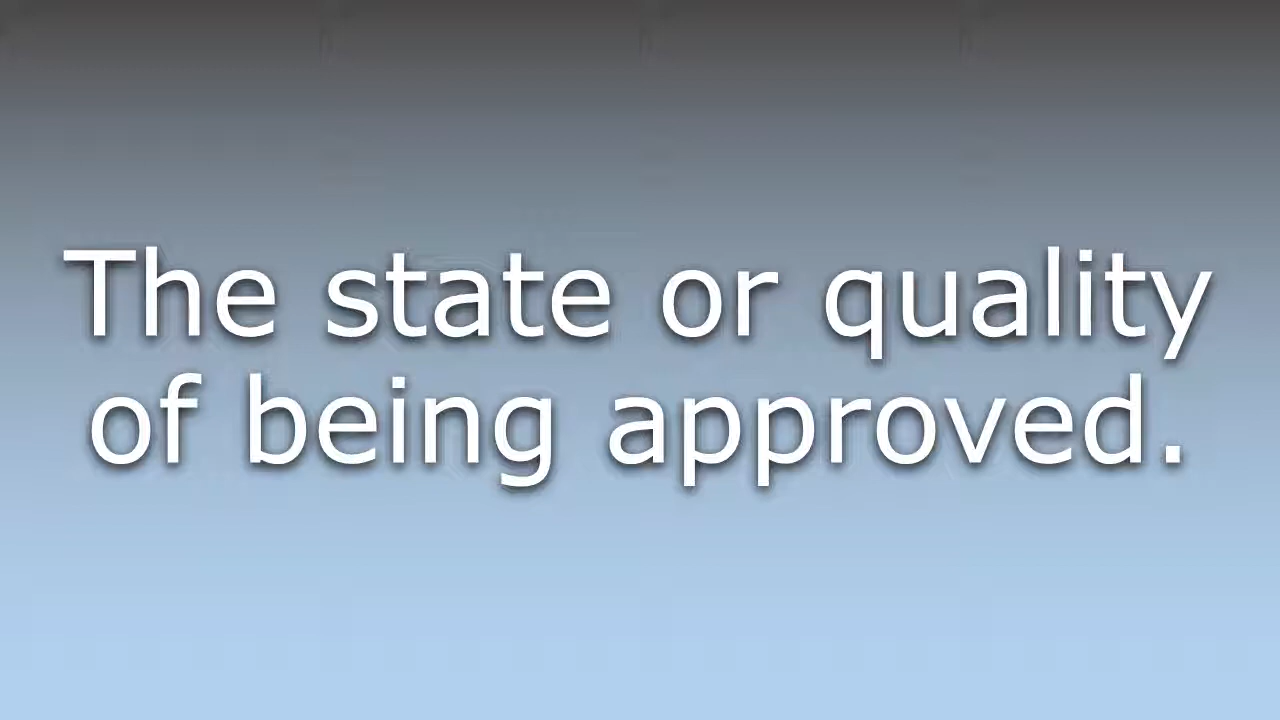 The state or quality
of being approved.